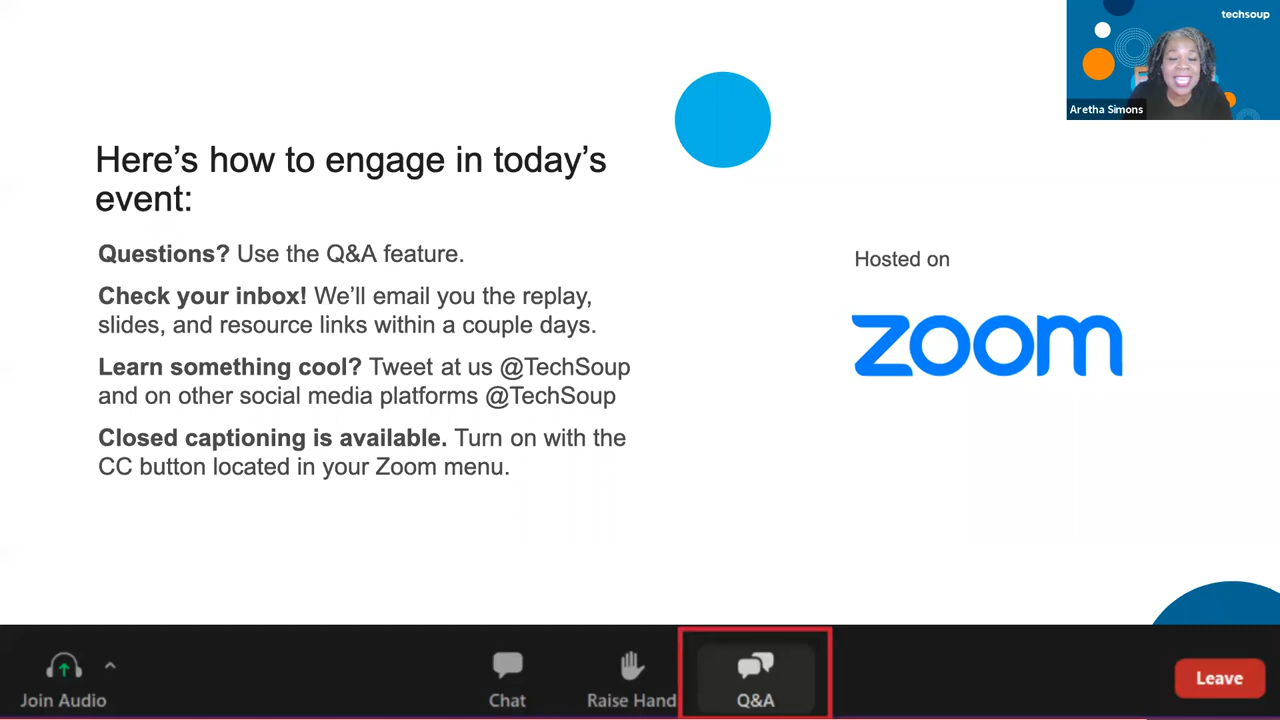 techsoup
Aretha Simons
Here’s how to engage in today’s
event:
Questions? Use the Q&A feature.
Check your inbox! We’ll email you the replay,
slides, and resource links within a couple days.
Learn something cool? Tweet at us @TechSoup
and on other social media platforms @TechSoup
Closed captioning is available. Turn on with the
CC button located in your Zoom menu.
Hosted on
zoom
Join Audio
Chat
Raise Hand
Q&A
Leave